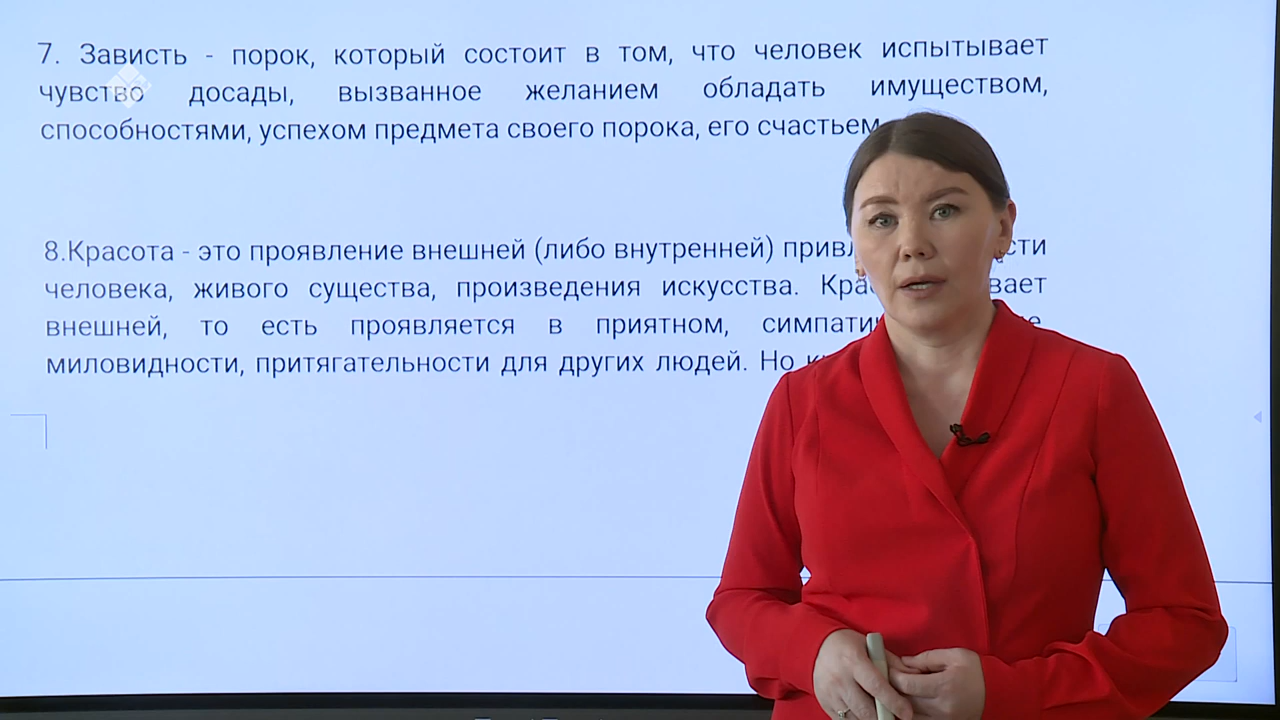 7. Зависть - порок, который состоит в том, что человек испытывает
чувство досады, вызванное желанием обладать имуществом,
способностями, успехом предмета своего порока, его счастьем
8.Красота - это проявление внешней (либо внутренней)
человека, живого существа, произведения искусства.
внешней, то есть проявляется в приятном,
миловидности, притягательности для других людей. Но